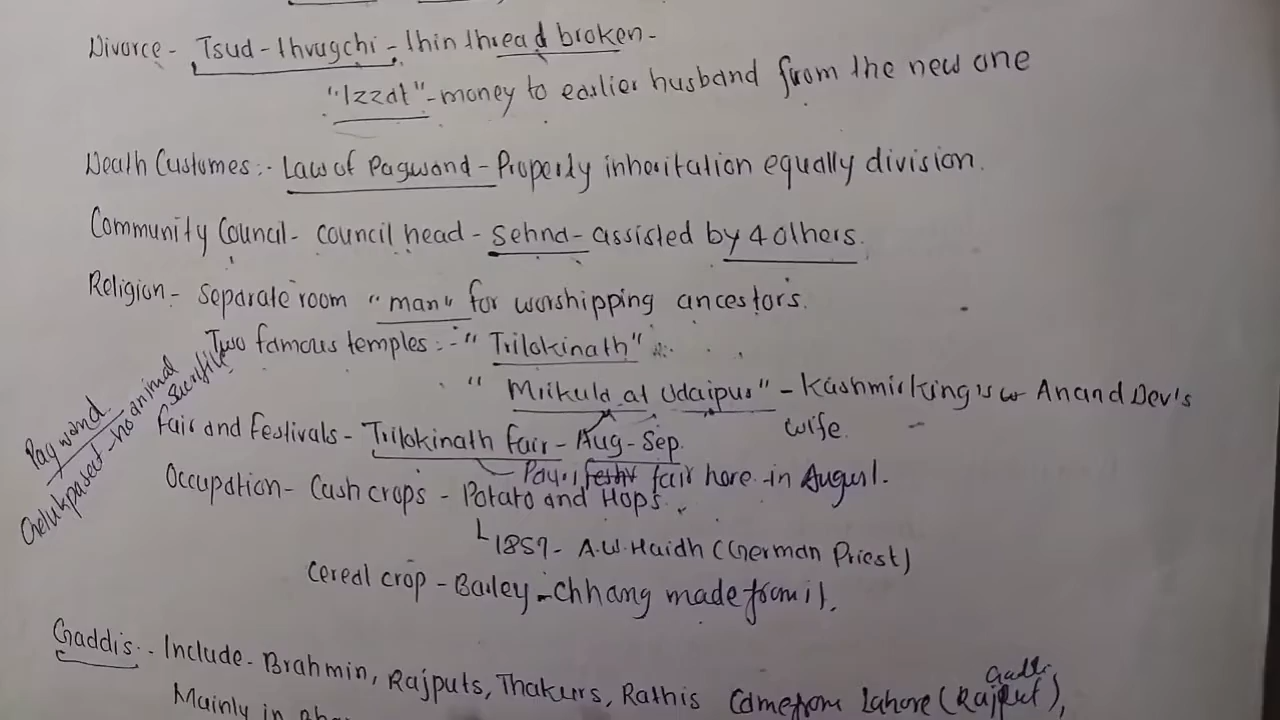 Divorce - Tsud-thvugchi - thin thread broken -
"Izzat" - money to earlier husband from the new one
Death Customes:- Law of Pagwand - Property inheritation equally division.
Community Council - council head - Sehna - assisted by 4 others.
Religion - Separate room "man" for worshipping ancestors.
Two famous temples :- "Trilokinath"
"Mrikula at Udaipur" - Kashmir king's w Anand Dev's
wife.
Pagwand
Chelukpasect - no animal
sacrifice
Fair and Festivals - Trilokinath fair - Aug - Sep.
fair here in August.
Occupation - Cash crops - Potato and Hops.
1857 - A.W. Haidh (German Priest)
Cereal crop - Barley - Chhang made from it.
Gaddis - Include - Brahmin, Rajputs, Thakurs, Rathis Came from Lahore (Rajput),
Mainly in